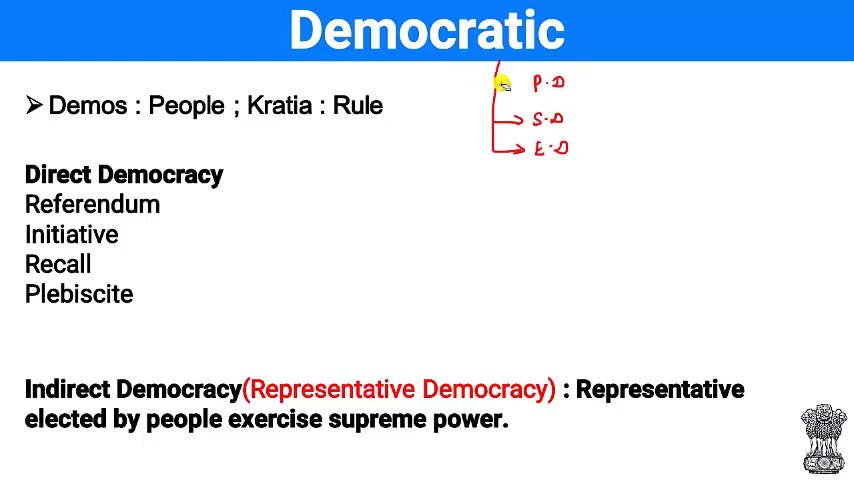 Democratic
➢ Demos : People ; Kratia : Rule
P.D
S.D
E.D
Direct Democracy
Referendum
Initiative
Recall
Plebiscite
Indirect Democracy(Representative Democracy) : Representative
elected by people exercise supreme power.